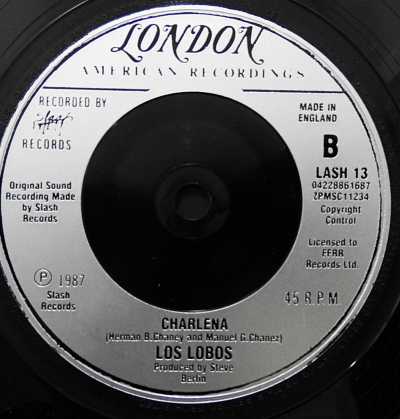 LONDON
AMERICAN RECORDINGS
RECORDED BY
RECORDS
Original Sound
Recording Made
by Slash
Records
MADE IN
ENGLAND
B
LASH 13
04228861687
ZPMSC11234
Copyright
Control
Licensed to
FFRR
Records Ltd.
℗ 1987
Slash
Records
45 R.P.M
CHARLENA
(Herman B. Chaney and Manuel G. Chanez)
LOS LOBOS
Produced by Steve
Berlin